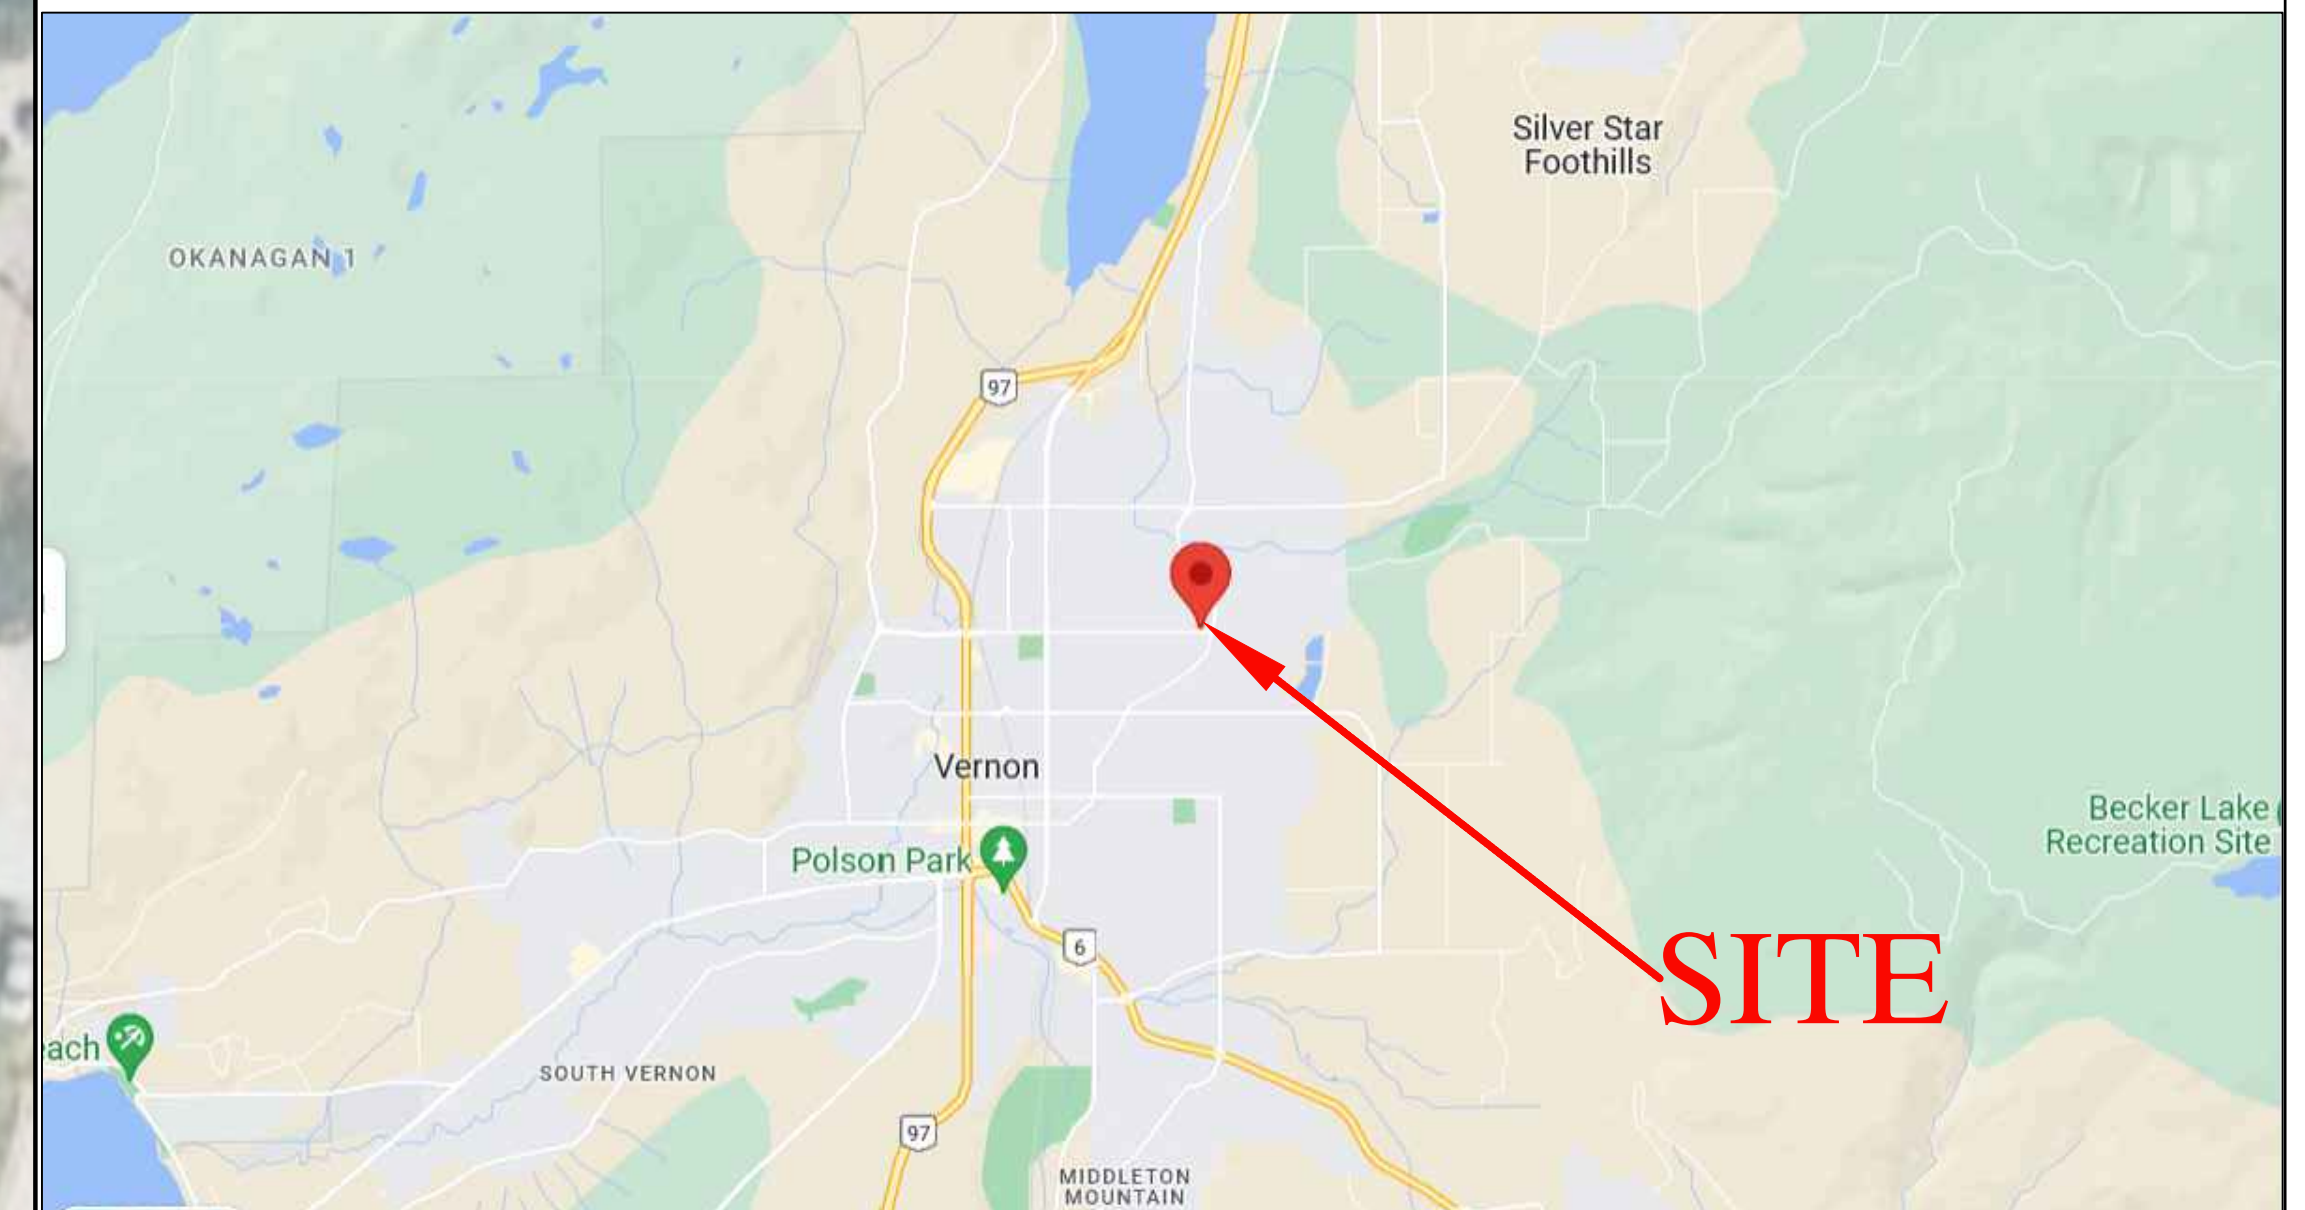 Silver Star
Foothills
OKANAGAN 1
97
Vernon
Becker Lake
Recreation Site
Polson Park
6
SITE
each
SOUTH VERNON
97
MIDDLETON
MOUNTAIN